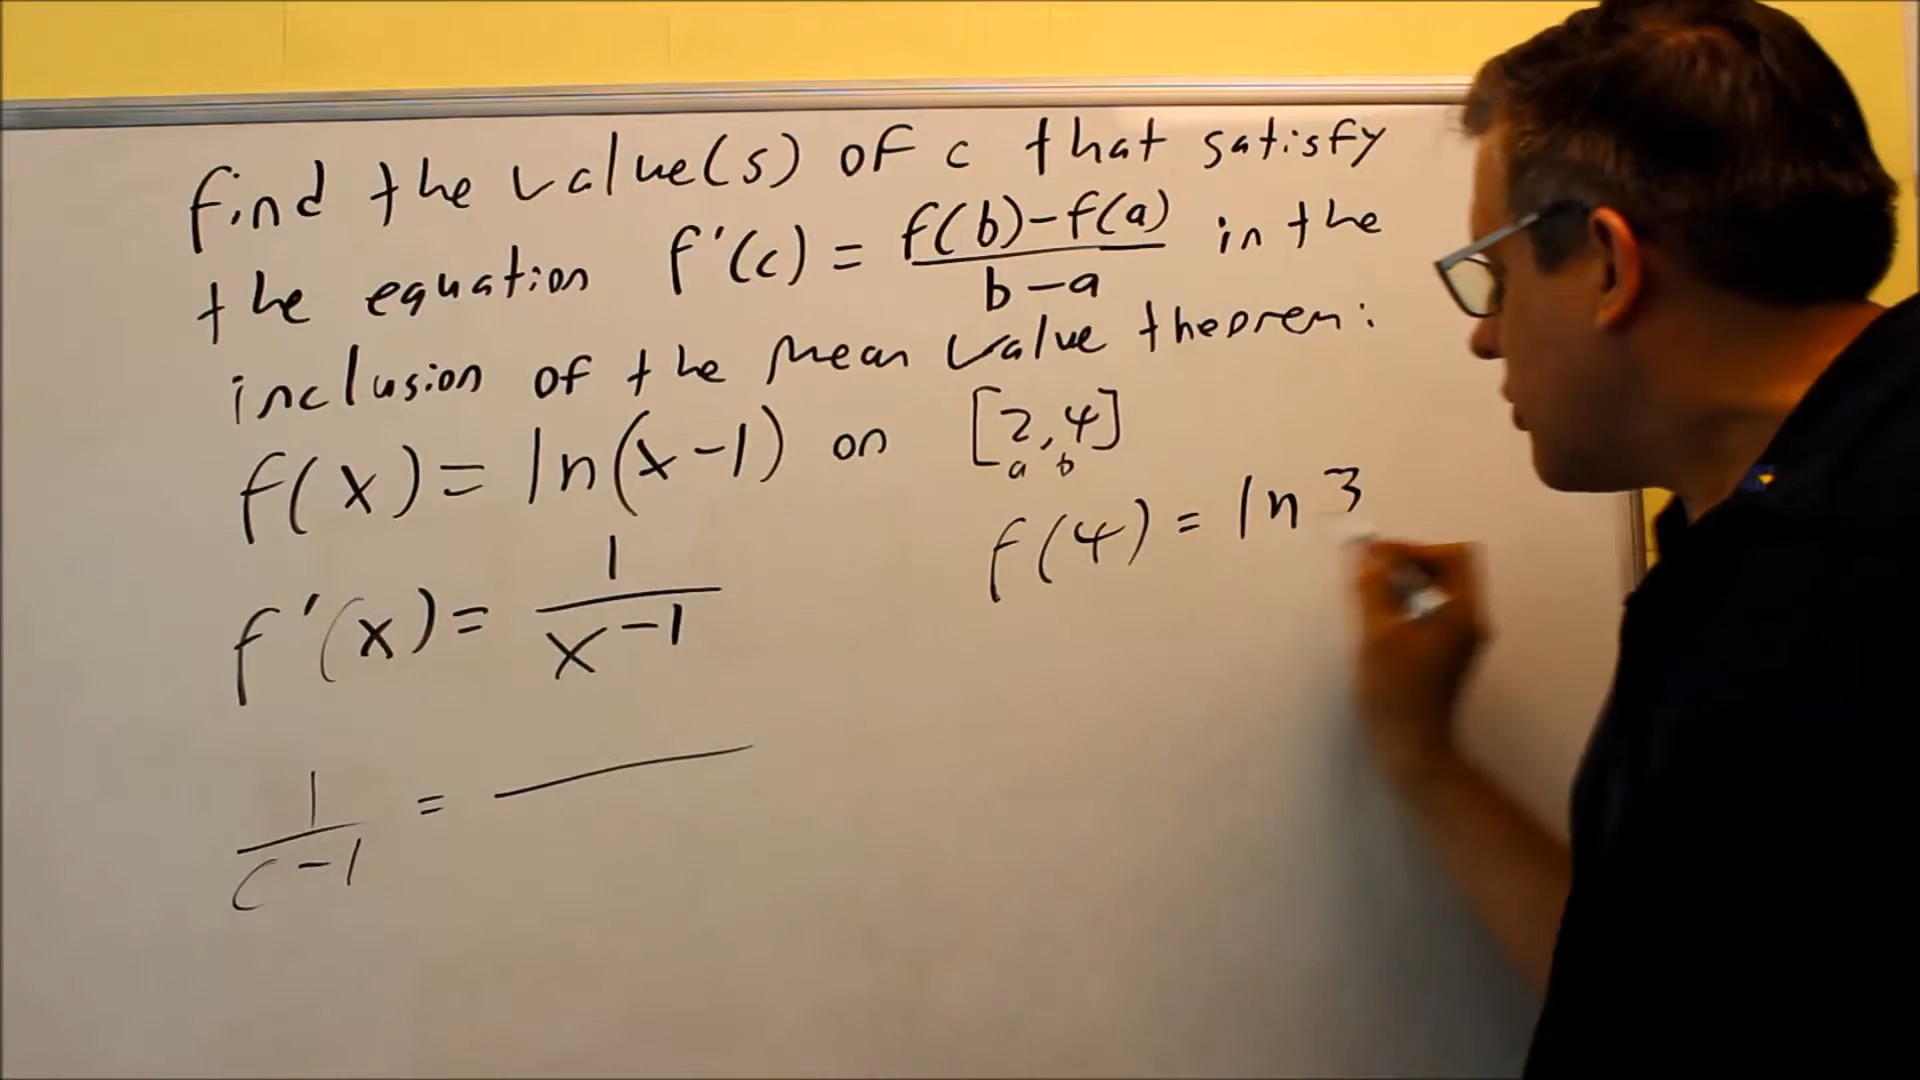 find the value(s) of c that satisfy
the equation f'(c) = f(b)-f(a) / b-a in the
inclusion of the mean value theorem:
f(x) = ln(x-1) on [2,4]
a b
f(4) = ln 3
f'(x) = 1 / x-1
1 / c-1 =